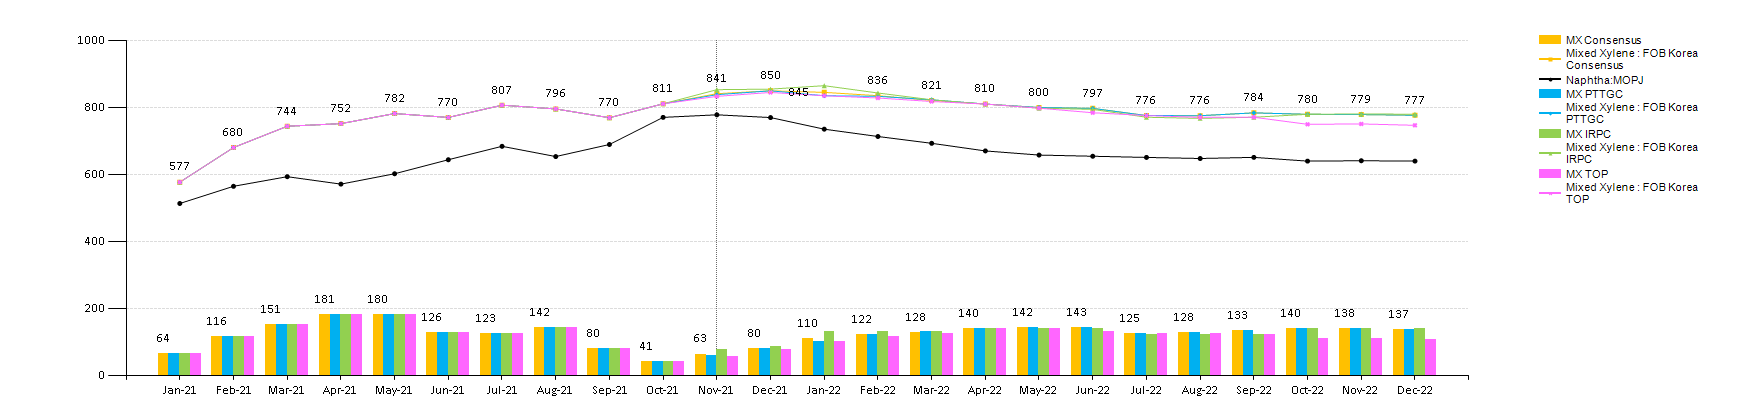 1000
800
600
400
200
0
577
680
744
752
782
770
807
796
770
811
841
850
845
836
821
810
800
797
776
776
784
780
779
777
64
116
151
181
180
126
123
142
80
41
63
80
110
122
128
140
142
143
125
128
133
140
138
137
Jan-21
Feb-21
Mar-21
Apr-21
May-21
Jun-21
Jul-21
Aug-21
Sep-21
Oct-21
Nov-21
Dec-21
Jan-22
Feb-22
Mar-22
Apr-22
May-22
Jun-22
Jul-22
Aug-22
Sep-22
Oct-22
Nov-22
Dec-22
MX Consensus
Mixed Xylene : FOB Korea
Consensus
Naphtha:MOPJ
MX PTTGC
Mixed Xylene : FOB Korea
PTTGC
MX IRPC
Mixed Xylene : FOB Korea
IRPC
MX TOP
Mixed Xylene : FOB Korea
TOP